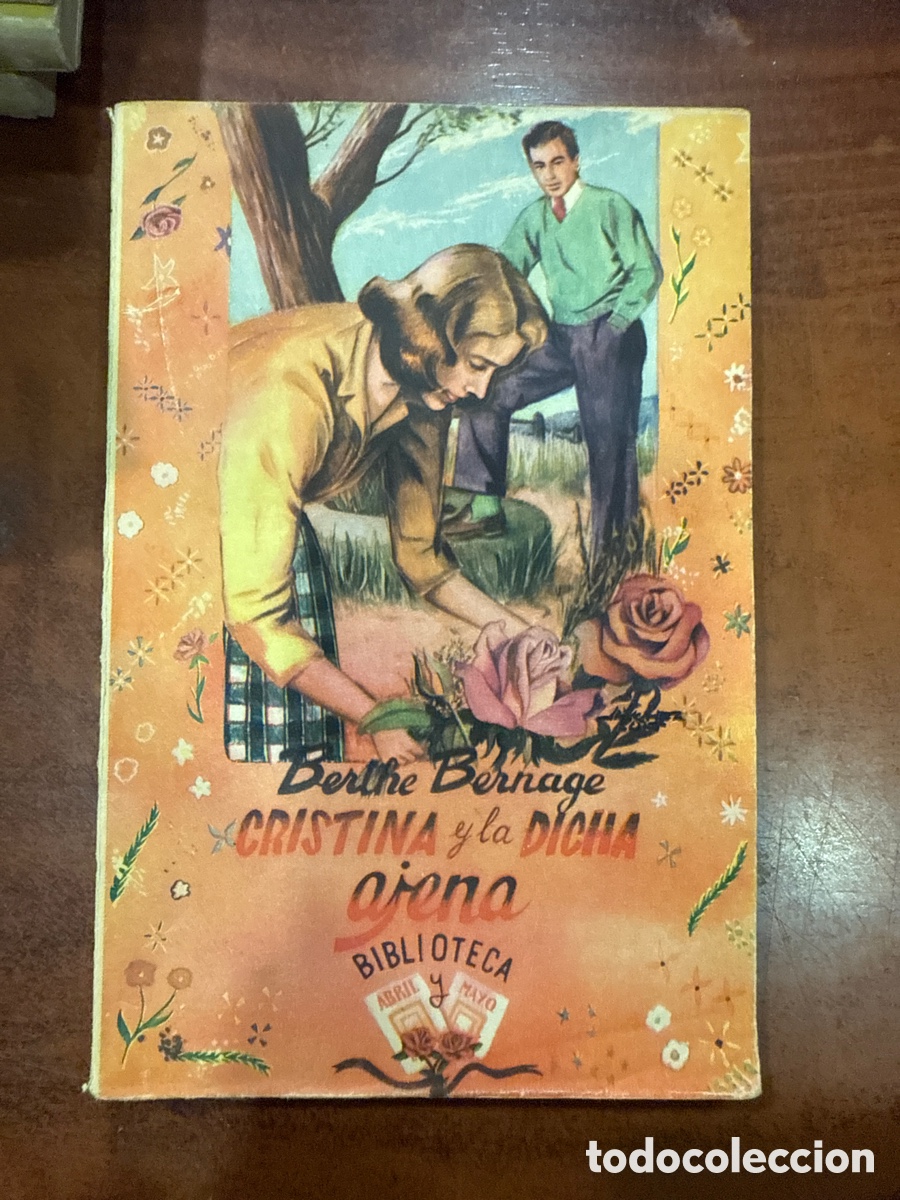 Berthe Bernage
CRISTINA y la DICHA
ajena
BIBLIOTECA
y
ABRIL MAYO
todocoleccion